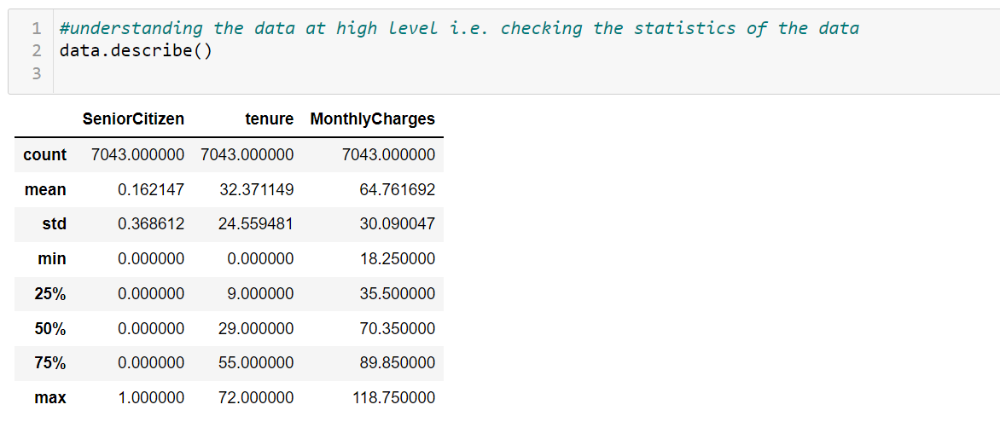 1 #understanding the data at high level i.e. checking the statistics of the data
2 data.describe()
3
SeniorCitizen tenure MonthlyCharges
count 7043.000000 7043.000000 7043.000000
mean 0.162147 32.371149 64.761692
std 0.368612 24.559481 30.090047
min 0.000000 0.000000 18.250000
25% 0.000000 9.000000 35.500000
50% 0.000000 29.000000 70.350000
75% 0.000000 55.000000 89.850000
max 1.000000 72.000000 118.750000